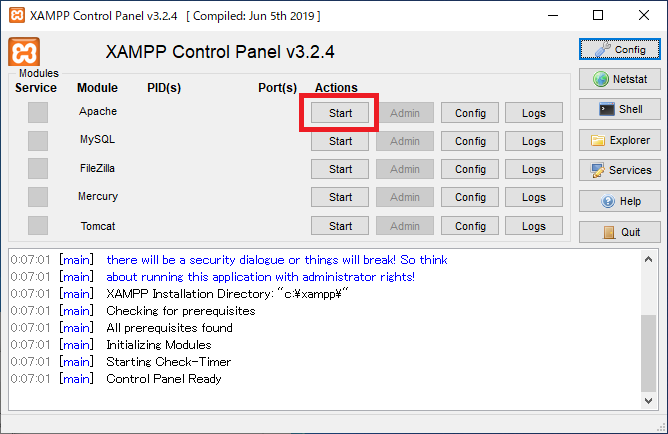 XAMPP Control Panel v3.2.4 [ Compiled: Jun 5th 2019 ]
XAMPP Control Panel v3.2.4
Config
Modules
Service Module PID(s) Port(s) Actions
Apache Start Admin Config Logs
MySQL Start Admin Config Logs
FileZilla Start Admin Config Logs
Mercury Start Admin Config Logs
Tomcat Start Admin Config Logs
Netstat
Shell
Explorer
Services
Help
Quit
0:07:01 [main] there will be a security dialogue or things will break! So think
0:07:01 [main] about running this application with administrator rights!
0:07:01 [main] XAMPP Installation Directory: "c:¥xampp¥"
0:07:01 [main] Checking for prerequisites
0:07:01 [main] All prerequisites found
0:07:01 [main] Initializing Modules
0:07:01 [main] Starting Check-Timer
0:07:01 [main] Control Panel Ready